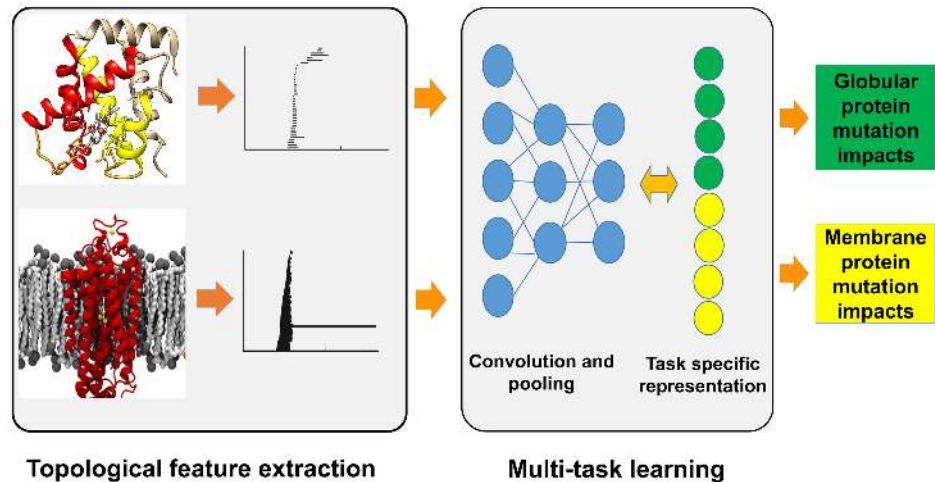 Globular
protein
mutation
impacts
Membrane
protein
mutation
impacts
Convolution and
pooling
Task specific
representation
Topological feature extraction
Multi-task learning